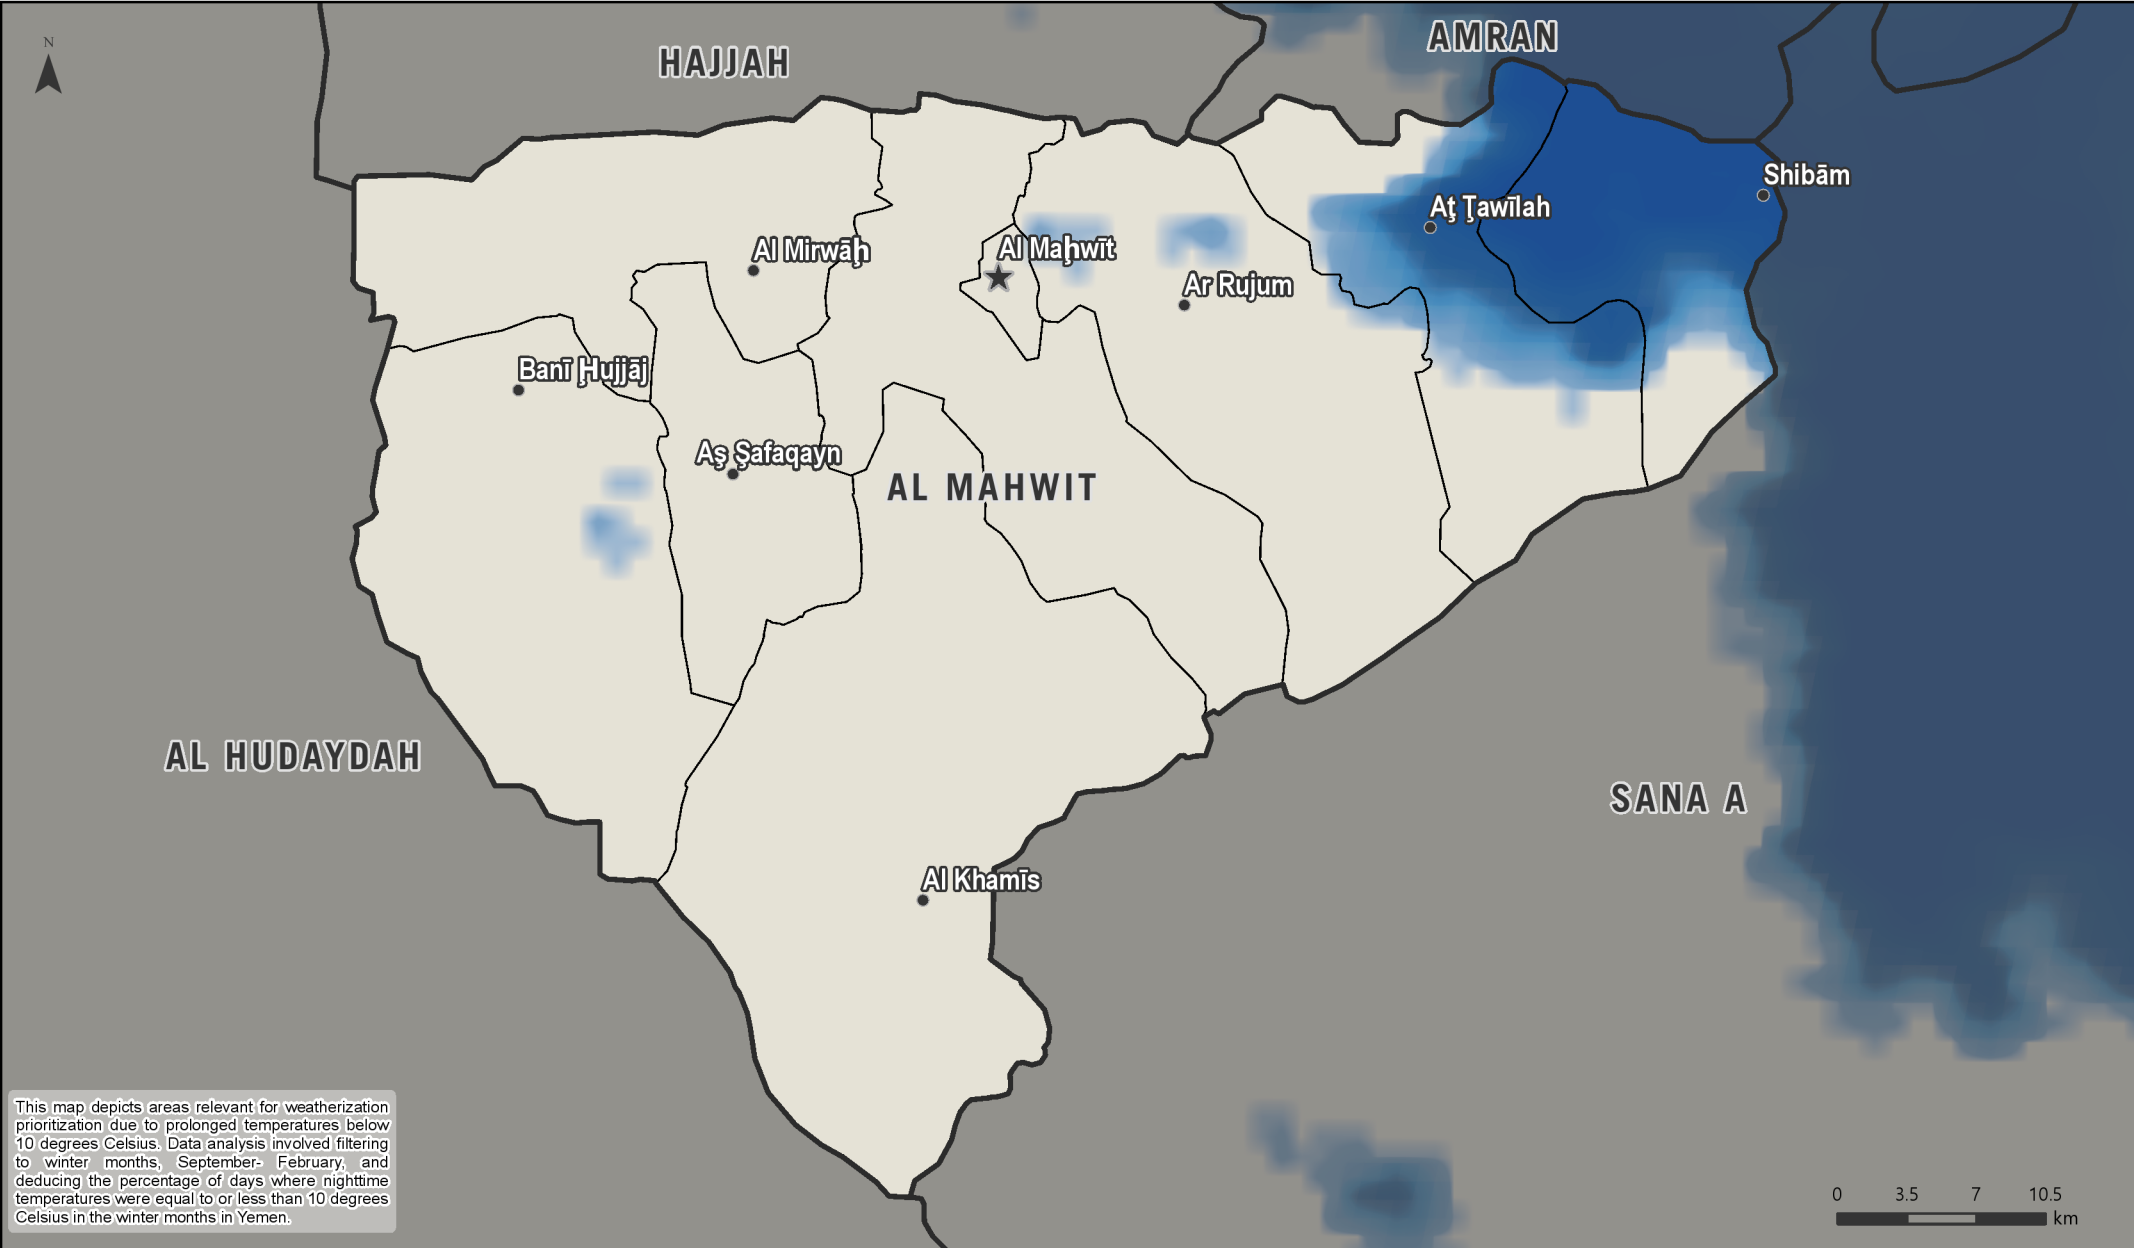 N
HAJJAH
AMRAN
Shibām
Aţ Ţawīlah
Al Mirwāḩ
Al Maḩwīt
Ar Rujum
Banī Ḩujjāj
Aş Şafaqayn
AL MAHWIT
AL HUDAYDAH
SANA A
Al Khamīs
This map depicts areas relevant for weatherization
prioritization due to prolonged temperatures below
10 degrees Celsius. Data analysis involved filtering
to winter months, September- February, and
deducing the percentage of days where nighttime
temperatures were equal to or less than 10 degrees
Celsius in the winter months in Yemen.
0 3.5 7 10.5
km